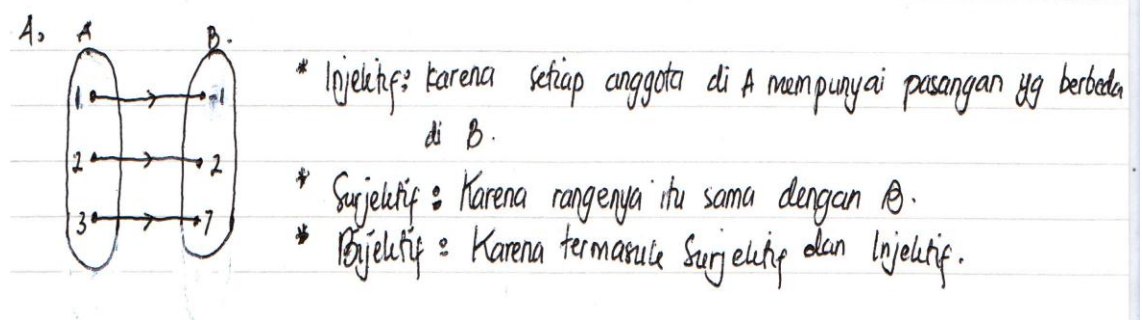 4. A B.
1 -1
* Injektif : karena setiap anggota di A mempunyai pasangan yg berbeda
di B.
2 2
* Surjektif : Karena rangenya itu sama dengan B.
3 7
* Bijektif : Karena termasuk Surjektif dan Injektif.